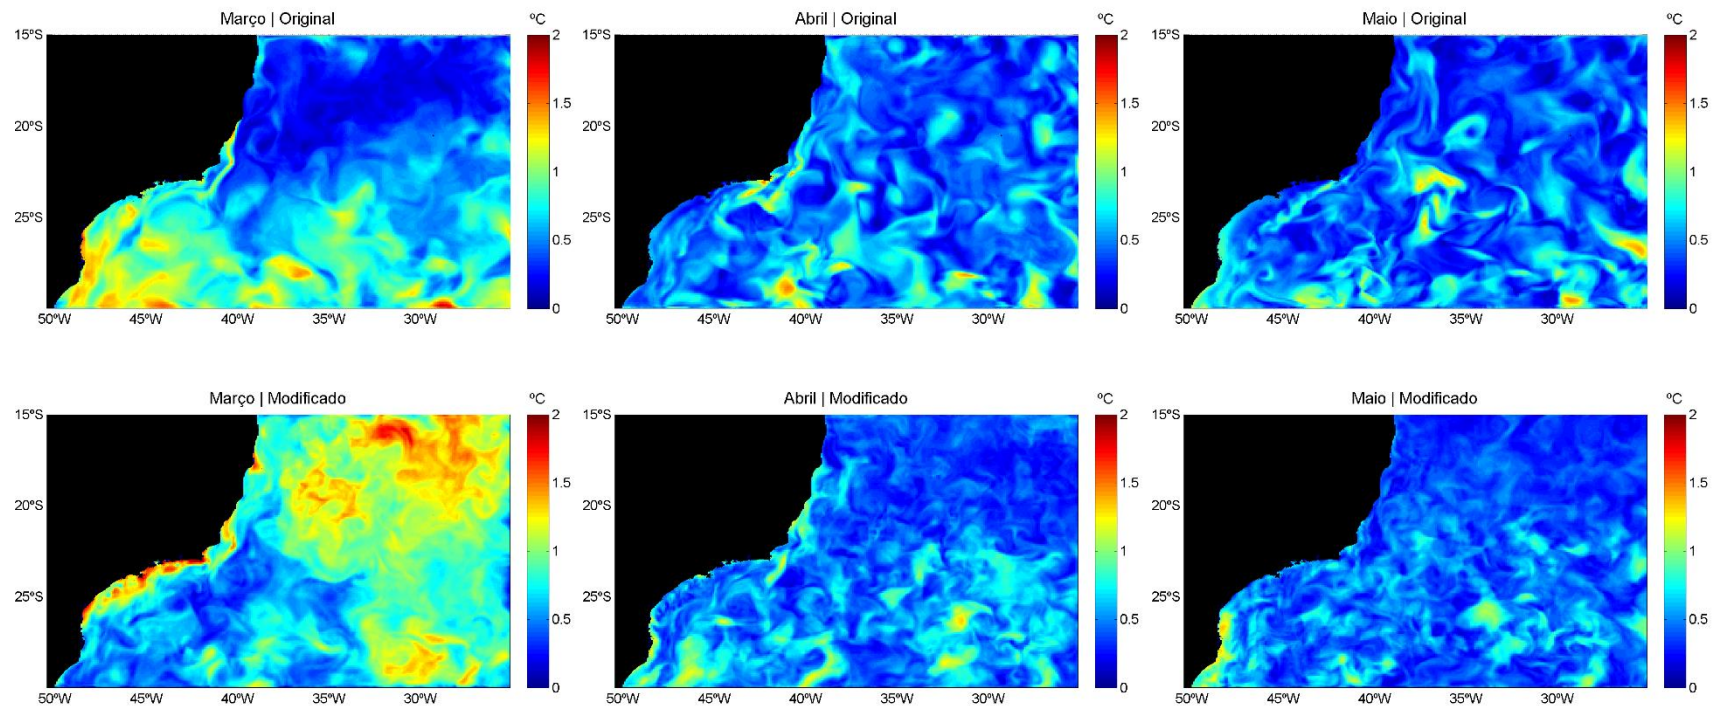 Março | Original
ºC
15ºS
20ºS
25ºS
50ºW
45ºW
40ºW
35ºW
30ºW
2
1.5
1
0.5
0
Abril | Original
ºC
15ºS
20ºS
25ºS
50ºW
45ºW
40ºW
35ºW
30ºW
2
1.5
1
0.5
0
Maio | Original
ºC
15ºS
20ºS
25ºS
50ºW
45ºW
40ºW
35ºW
30ºW
2
1.5
1
0.5
0
Março | Modificado
ºC
15ºS
20ºS
25ºS
50ºW
45ºW
40ºW
35ºW
30ºW
2
1.5
1
0.5
0
Abril | Modificado
ºC
15ºS
20ºS
25ºS
50ºW
45ºW
40ºW
35ºW
30ºW
2
1.5
1
0.5
0
Maio | Modificado
ºC
15ºS
20ºS
25ºS
50ºW
45ºW
40ºW
35ºW
30ºW
2
1.5
1
0.5
0